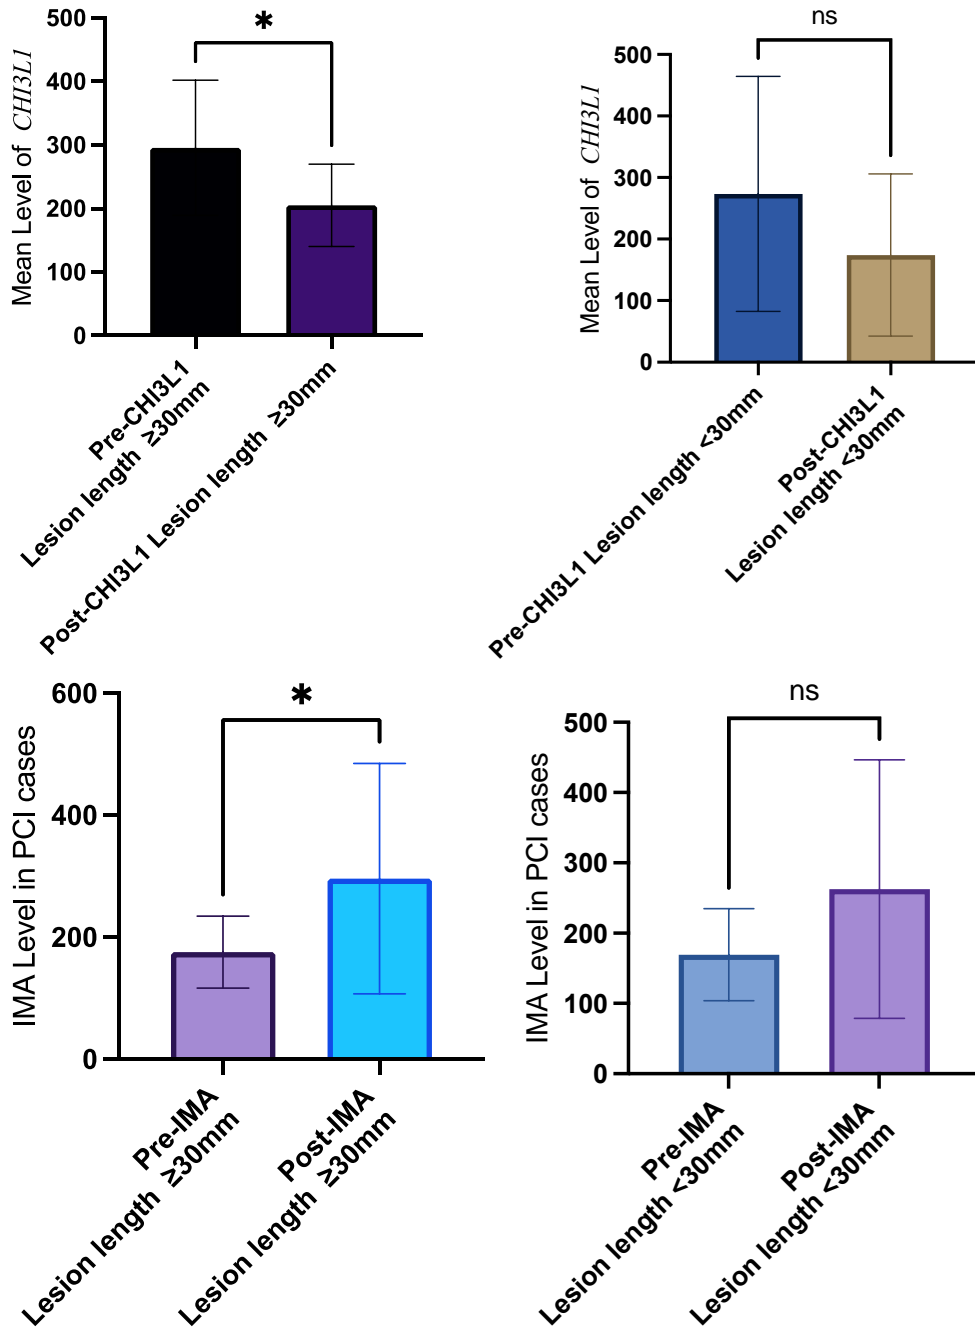 *
500
400
300
200
100
0
Mean Level of CHI3L1
Pre-CHI3L1
Lesion length ≥30mm
Post-CHI3L1 Lesion length ≥30mm
ns
500
400
300
200
100
0
Mean Level of CHI3L1
Pre-CHI3L1 Lesion length <30mm
Post-CHI3L1
Lesion length <30mm
*
600
400
200
0
IMA Level in PCI cases
Pre-IMA
Lesion length ≥30mm
Post-IMA
Lesion length ≥30mm
ns
500
400
300
200
100
0
IMA Level in PCI cases
Pre-IMA
Lesion length <30mm
Post-IMA
Lesion length <30mm